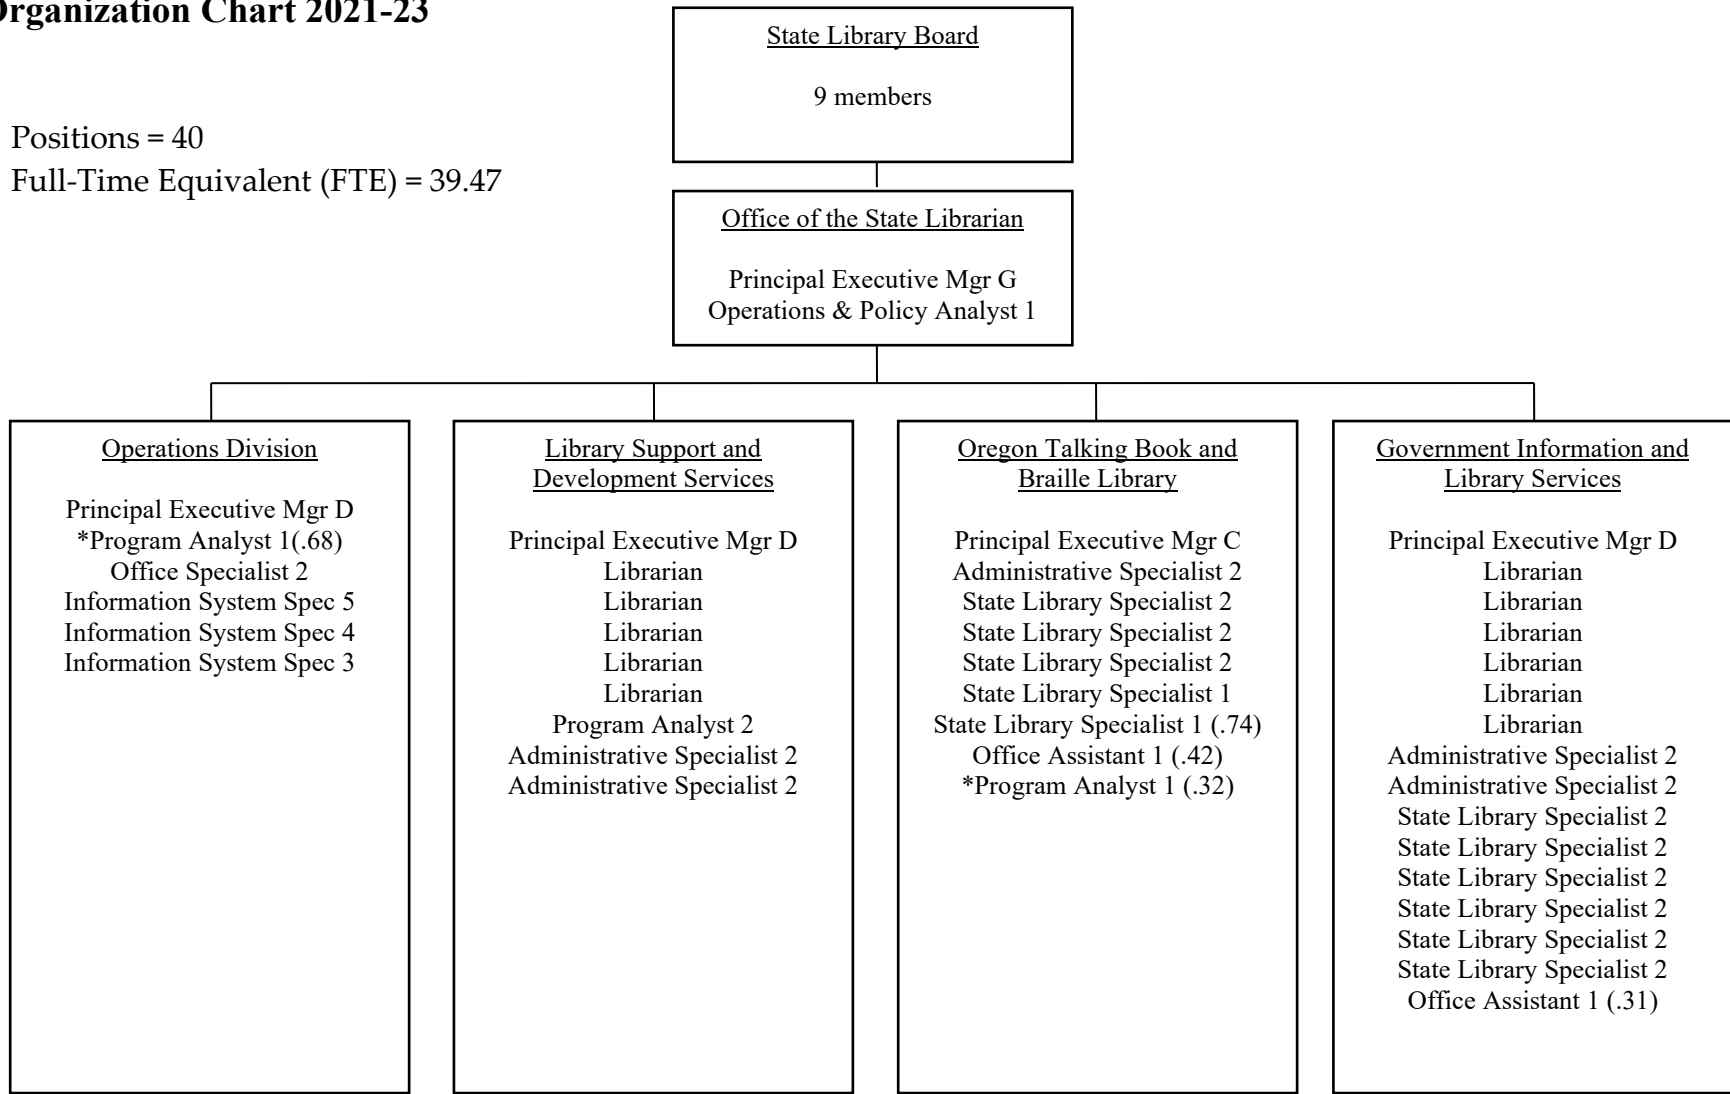 Organization Chart 2021-23
Positions = 40
Full-Time Equivalent (FTE) = 39.47
State Library Board
9 members
Office of the State Librarian
Principal Executive Mgr G
Operations & Policy Analyst 1
Operations Division
Principal Executive Mgr D
*Program Analyst 1(.68)
Office Specialist 2
Information System Spec 5
Information System Spec 4
Information System Spec 3
Library Support and
Development Services
Principal Executive Mgr D
Librarian
Librarian
Librarian
Librarian
Librarian
Program Analyst 2
Administrative Specialist 2
Administrative Specialist 2
Oregon Talking Book and
Braille Library
Principal Executive Mgr C
Administrative Specialist 2
State Library Specialist 2
State Library Specialist 2
State Library Specialist 2
State Library Specialist 1
State Library Specialist 1 (.74)
Office Assistant 1 (.42)
*Program Analyst 1 (.32)
Government Information and
Library Services
Principal Executive Mgr D
Librarian
Librarian
Librarian
Librarian
Librarian
Librarian
Administrative Specialist 2
Administrative Specialist 2
State Library Specialist 2
State Library Specialist 2
State Library Specialist 2
State Library Specialist 2
State Library Specialist 2
State Library Specialist 2
Office Assistant 1 (.31)